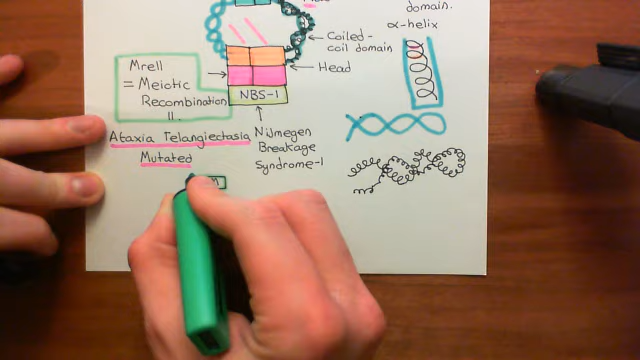 domain.
α-helix
Coiled-
coil domain
Head
Mre11
= Meiotic
Recombination
11.
NBS-1
Ataxia Telangiectasia
Mutated
Nijmegen
Breakage
Syndrome-1